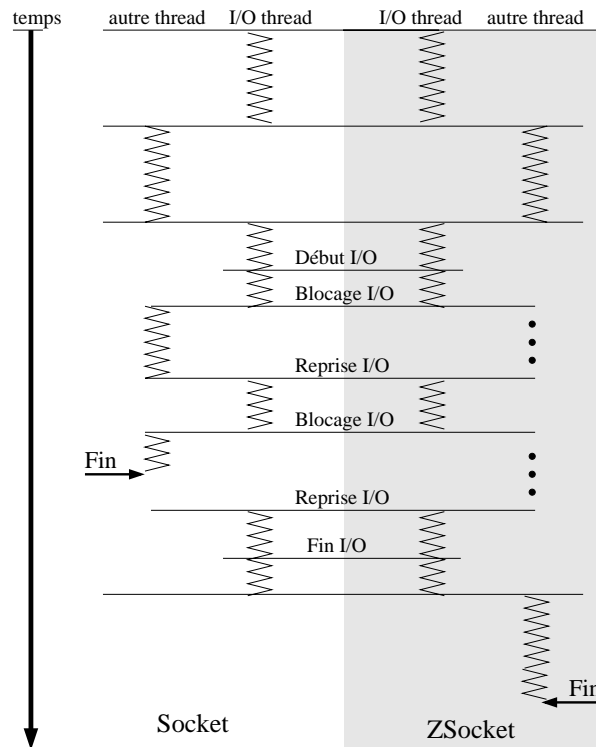 temps autre thread I/O thread I/O thread autre thread
Début I/O
Blocage I/O
Reprise I/O
Blocage I/O
Fin
Reprise I/O
Fin I/O
Fin
Socket ZSocket